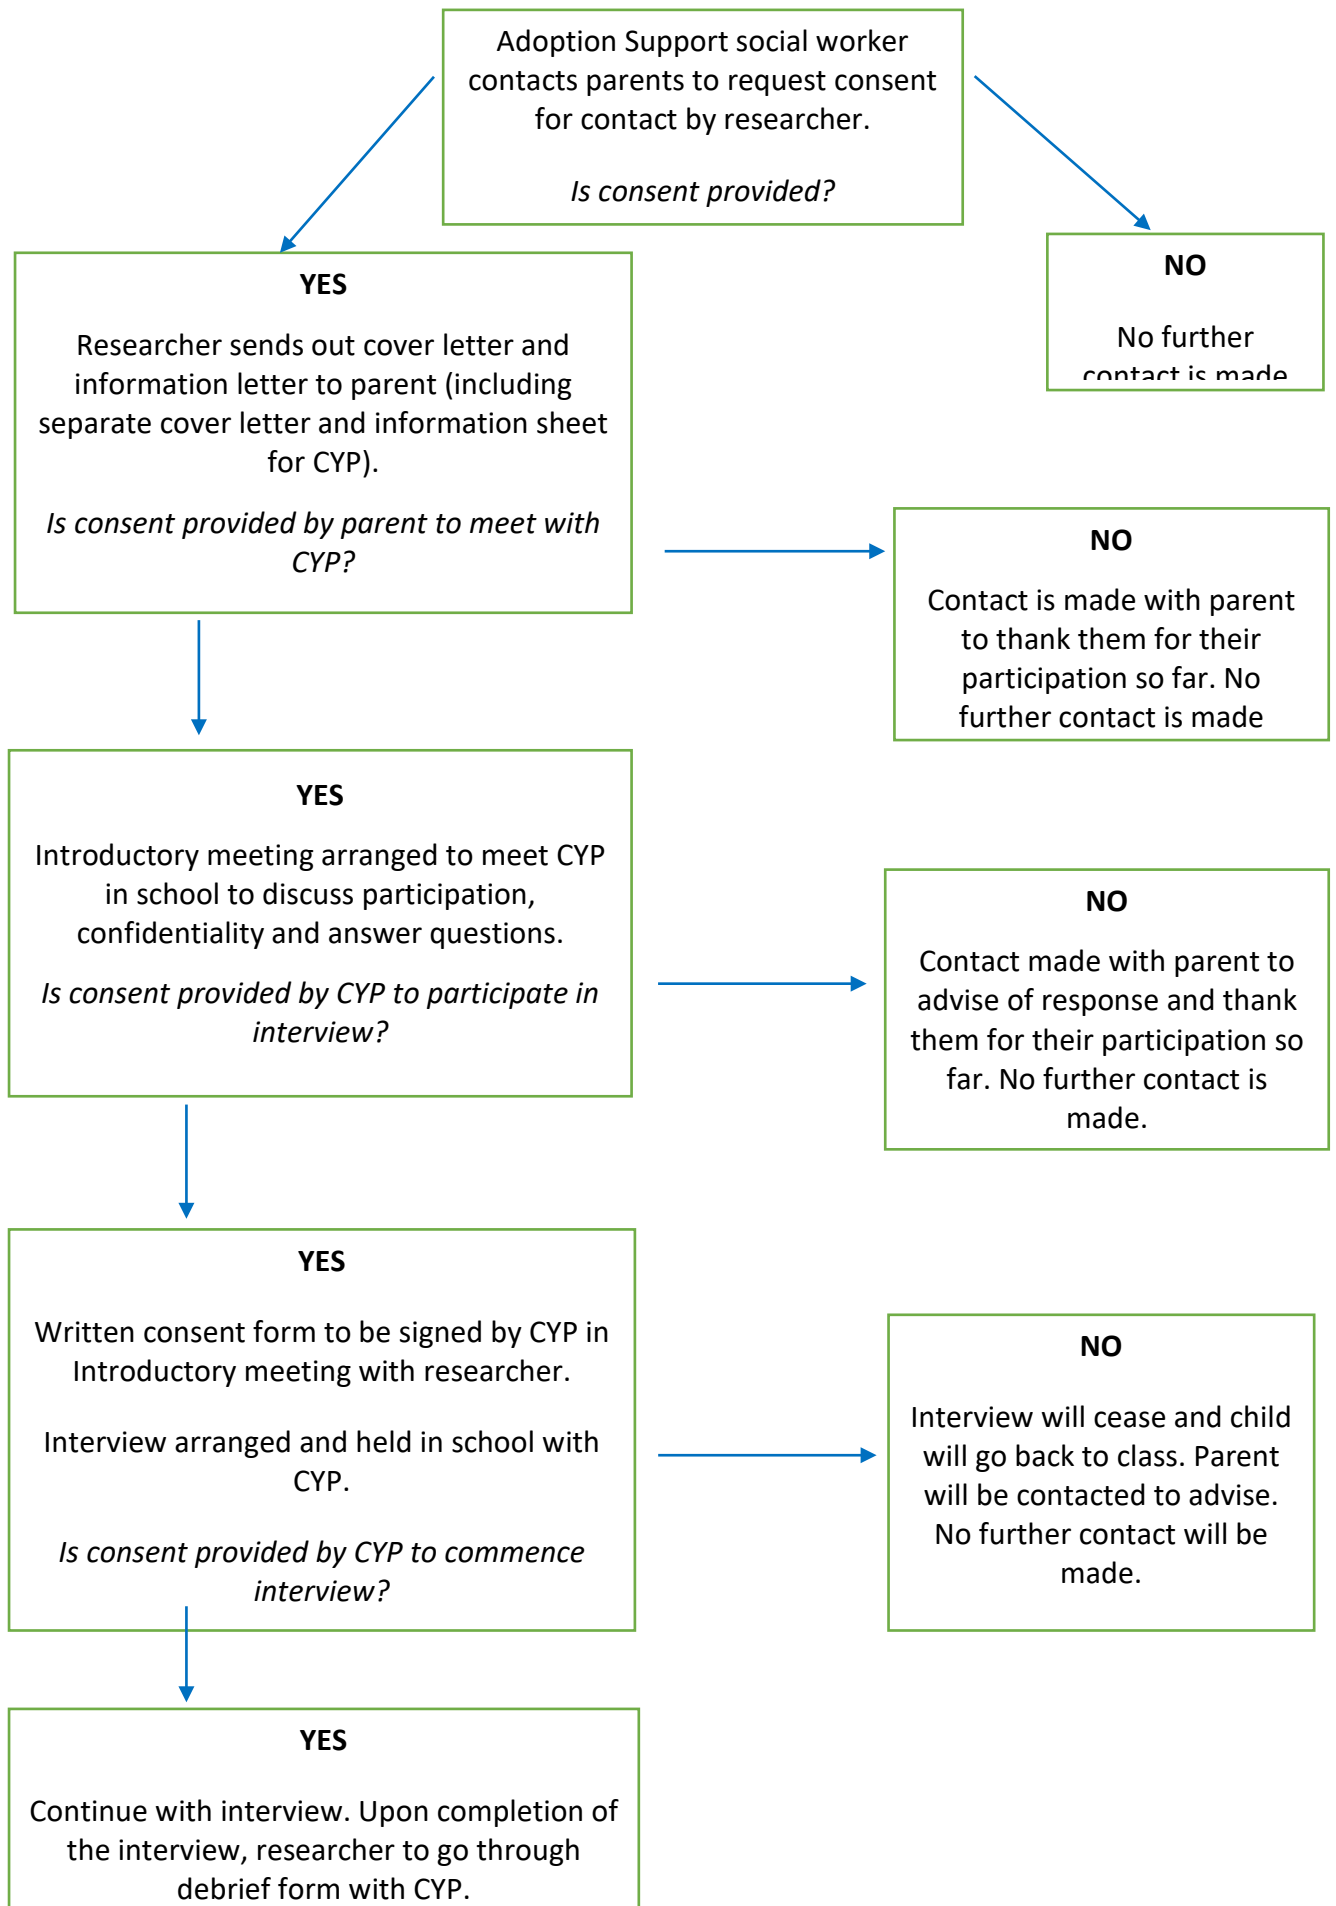 Adoption Support social worker
contacts parents to request consent
for contact by researcher.
Is consent provided?
YES
Researcher sends out cover letter and
information letter to parent (including
separate cover letter and information sheet
for CYP).
Is consent provided by parent to meet with
CYP?
NO
No further
contact is made
NO
Contact is made with parent
to thank them for their
participation so far. No
further contact is made
YES
Introductory meeting arranged to meet CYP
in school to discuss participation,
confidentiality and answer questions.
Is consent provided by CYP to participate in
interview?
NO
Contact made with parent to
advise of response and thank
them for their participation so
far. No further contact is
made.
YES
Written consent form to be signed by CYP in
Introductory meeting with researcher.
Interview arranged and held in school with
CYP.
Is consent provided by CYP to commence
interview?
NO
Interview will cease and child
will go back to class. Parent
will be contacted to advise.
No further contact will be
made.
YES
Continue with interview. Upon completion of
the interview, researcher to go through
debrief form with CYP.